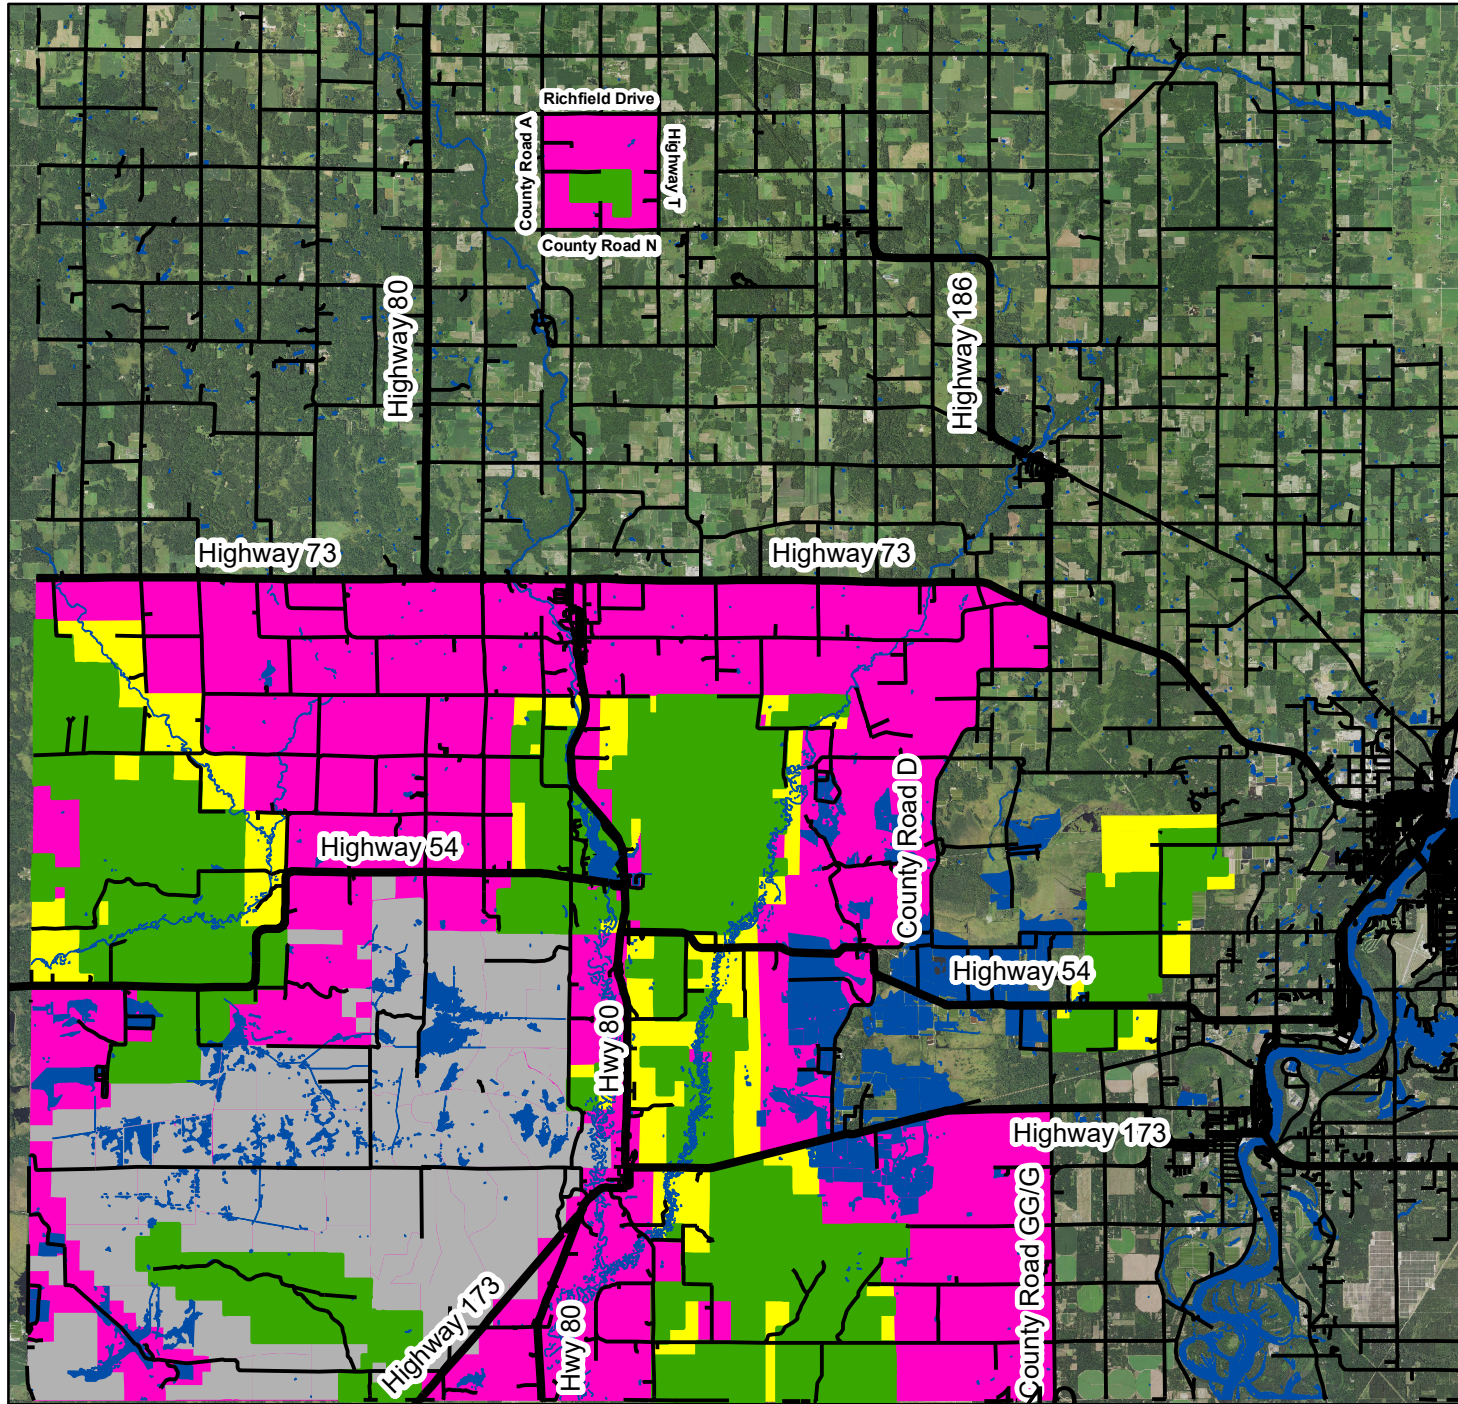 Richfield Drive
County Road A
Highway T
County Road N
Highway 80
Highway 186
Highway 73
Highway 73
County Road D
Highway 54
Highway 54
Hwy 80
Highway 173
County Road GG/G
Highway 173
Hwy 80